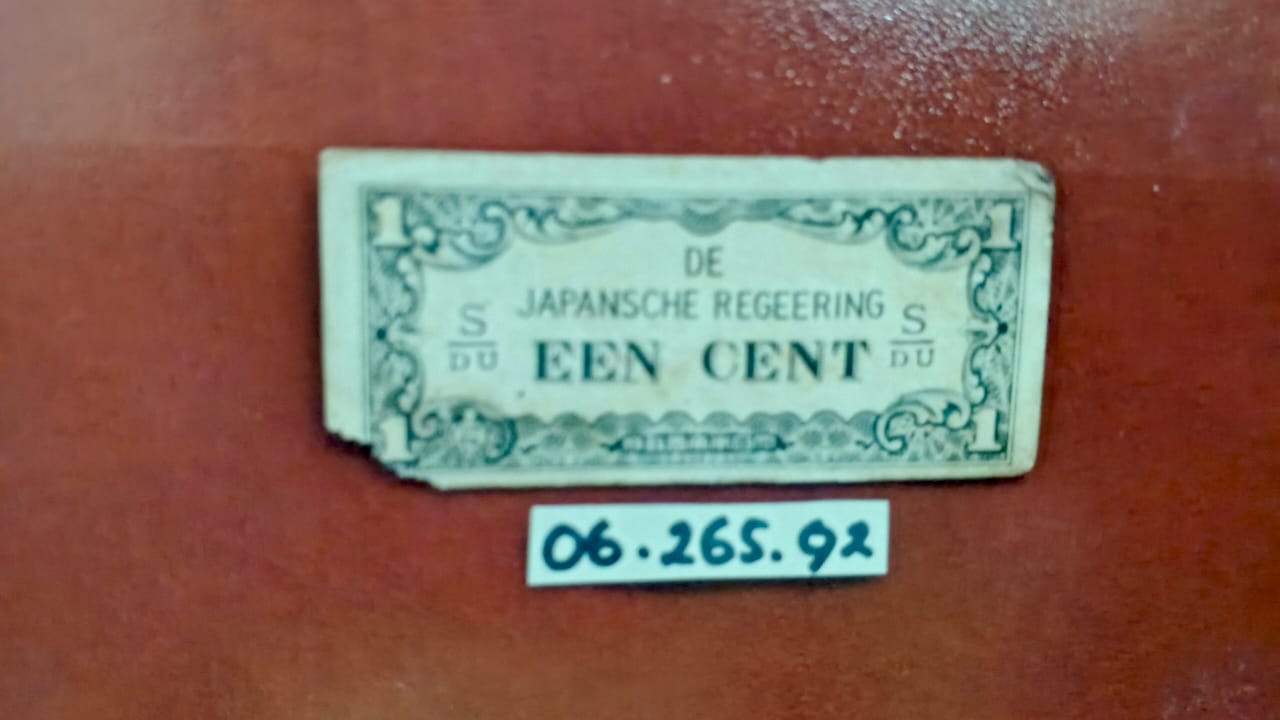 1 1
DE
JAPANSCHE REGEERING
S S
DU EEN CENT DU
1 1
06.265.92